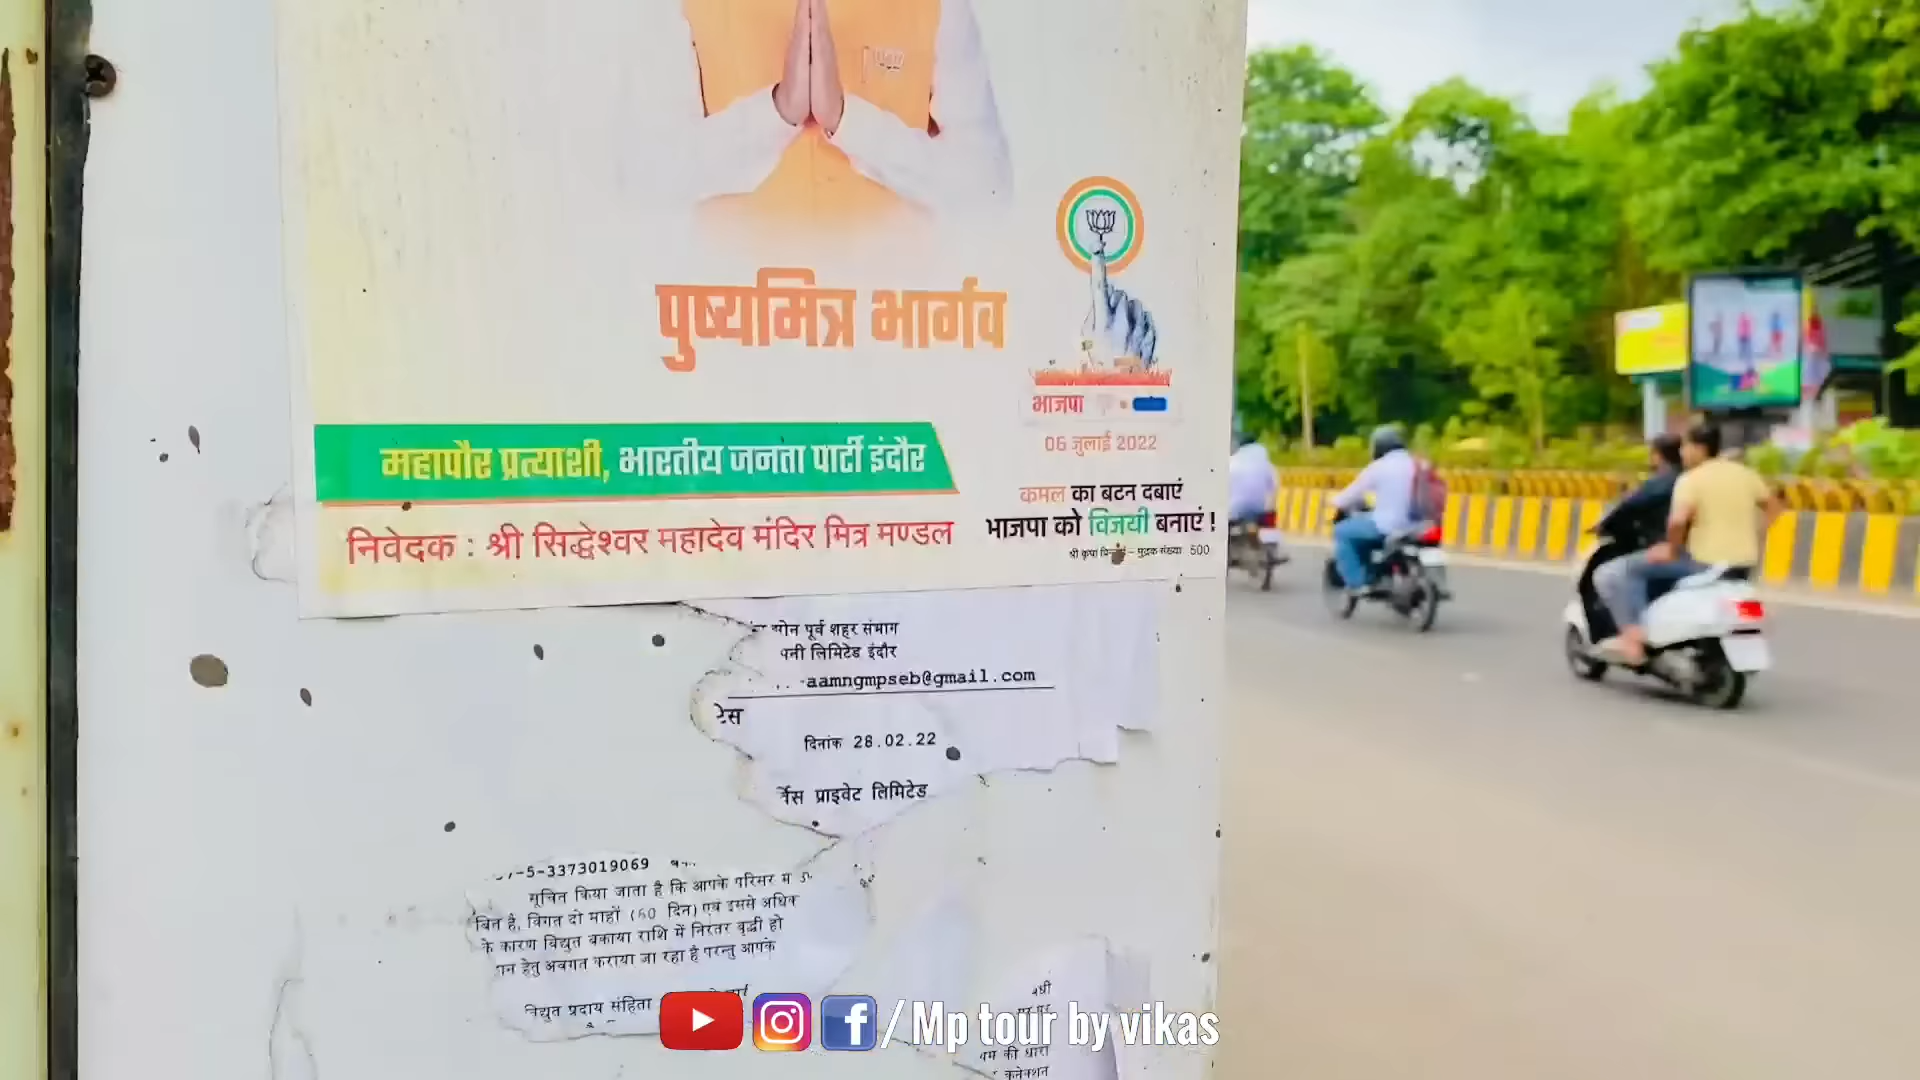 पुष्यमित्र भार्गव
भाजपा
06 जुलाई 2022
महापौर प्रत्याशी, भारतीय जनता पार्टी इंदौर
कमल का बटन दबाएं
भाजपा को विजयी बनाएं !
निवेदक : श्री सिद्धेश्वर महादेव मंदिर मित्र मण्डल
मुद्रक संख्या 500
पूर्व शहर संभाग
लिमिटेड इंदौर
aamngmpseb@gmail.com
दिनांक 28.02.22
प्राइवेट लिमिटेड
-5-3373019069
सूचित किया जाता है कि आपके परिसर
है, विगत दो माहों (60 दिन) एवं इससे अधिक
के कारण विद्युत बकाया राशि में निरंतर वृद्धी हो
हेतु अवगत कराया जा रहा है परन्तु आपके
विद्युत प्रदाय संहिता
की धारा
कनेक्शन
/ Mp tour by vikas